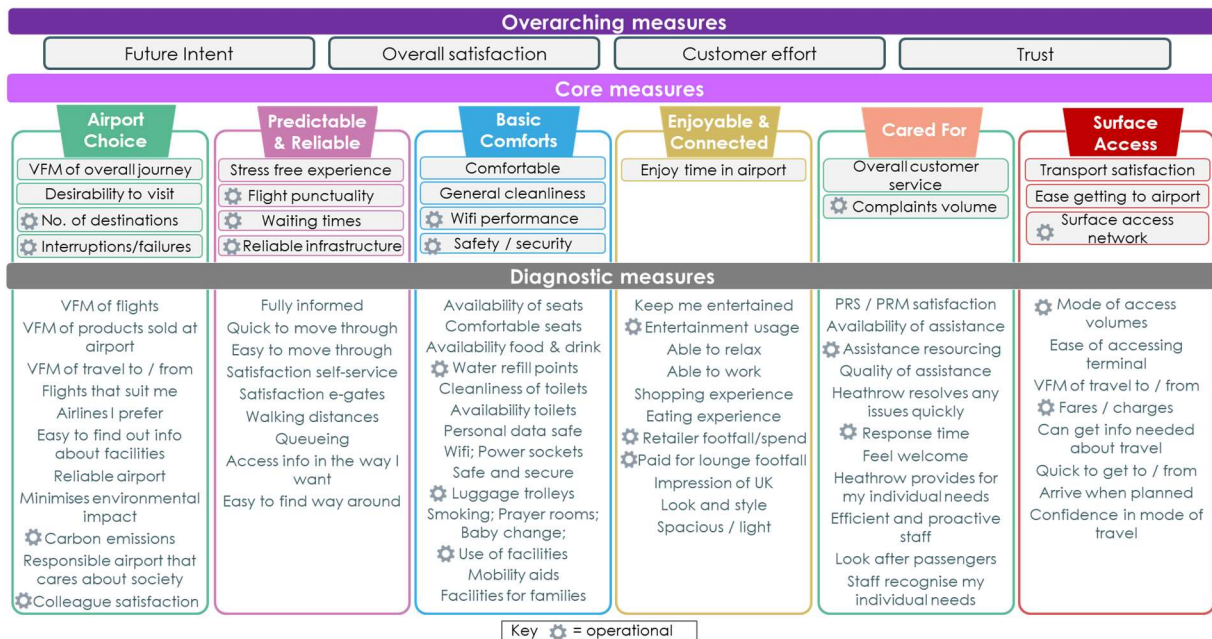 Overarching measures
Future Intent
Overall satisfaction
Customer effort
Trust
Core measures
Airport
Choice
VFM of overall journey
Desirability to visit
No. of destinations
Interruptions/failures
Predictable
& Reliable
Stress free experience
Flight punctuality
Waiting times
Reliable infrastructure
Basic
Comforts
Comfortable
General cleanliness
Wifi performance
Safety / security
Enjoyable &
Connected
Enjoy time in airport
Cared For
Overall customer
service
Complaints volume
Surface
Access
Transport satisfaction
Ease getting to airport
Surface access
network
Diagnostic measures
VFM of flights
VFM of products sold at
airport
VFM of travel to / from
Flights that suit me
Airlines I prefer
Easy to find out info
about facilities
Reliable airport
Minimises environmental
impact
Carbon emissions
Responsible airport that
cares about society
Colleague satisfaction
Fully informed
Quick to move through
Easy to move through
Satisfaction self-service
Satisfaction e-gates
Walking distances
Queueing
Access info in the way I
want
Easy to find way around
Availability of seats
Comfortable seats
Availability food & drink
Water refill points
Cleanliness of toilets
Availability toilets
Personal data safe
Wifi; Power sockets
Safe and secure
Luggage trolleys
Smoking; Prayer rooms;
Baby change;
Use of facilities
Mobility aids
Facilities for families
Keep me entertained
Entertainment usage
Able to relax
Able to work
Shopping experience
Eating experience
Retailer footfall/spend
Paid for lounge footfall
Impression of UK
Look and style
Spacious / light
PRS / PRM satisfaction
Availability of assistance
Assistance resourcing
Quality of assistance
Heathrow resolves any
issues quickly
Response time
Feel welcome
Heathrow provides for
my individual needs
Efficient and proactive
staff
Look after passengers
Staff recognise my
individual needs
Mode of access
volumes
Ease of accessing
terminal
VFM of travel to / from
Fares / charges
Can get info needed
about travel
Quick to get to / from
Arrive when planned
Confidence in mode of
travel
Key = operational